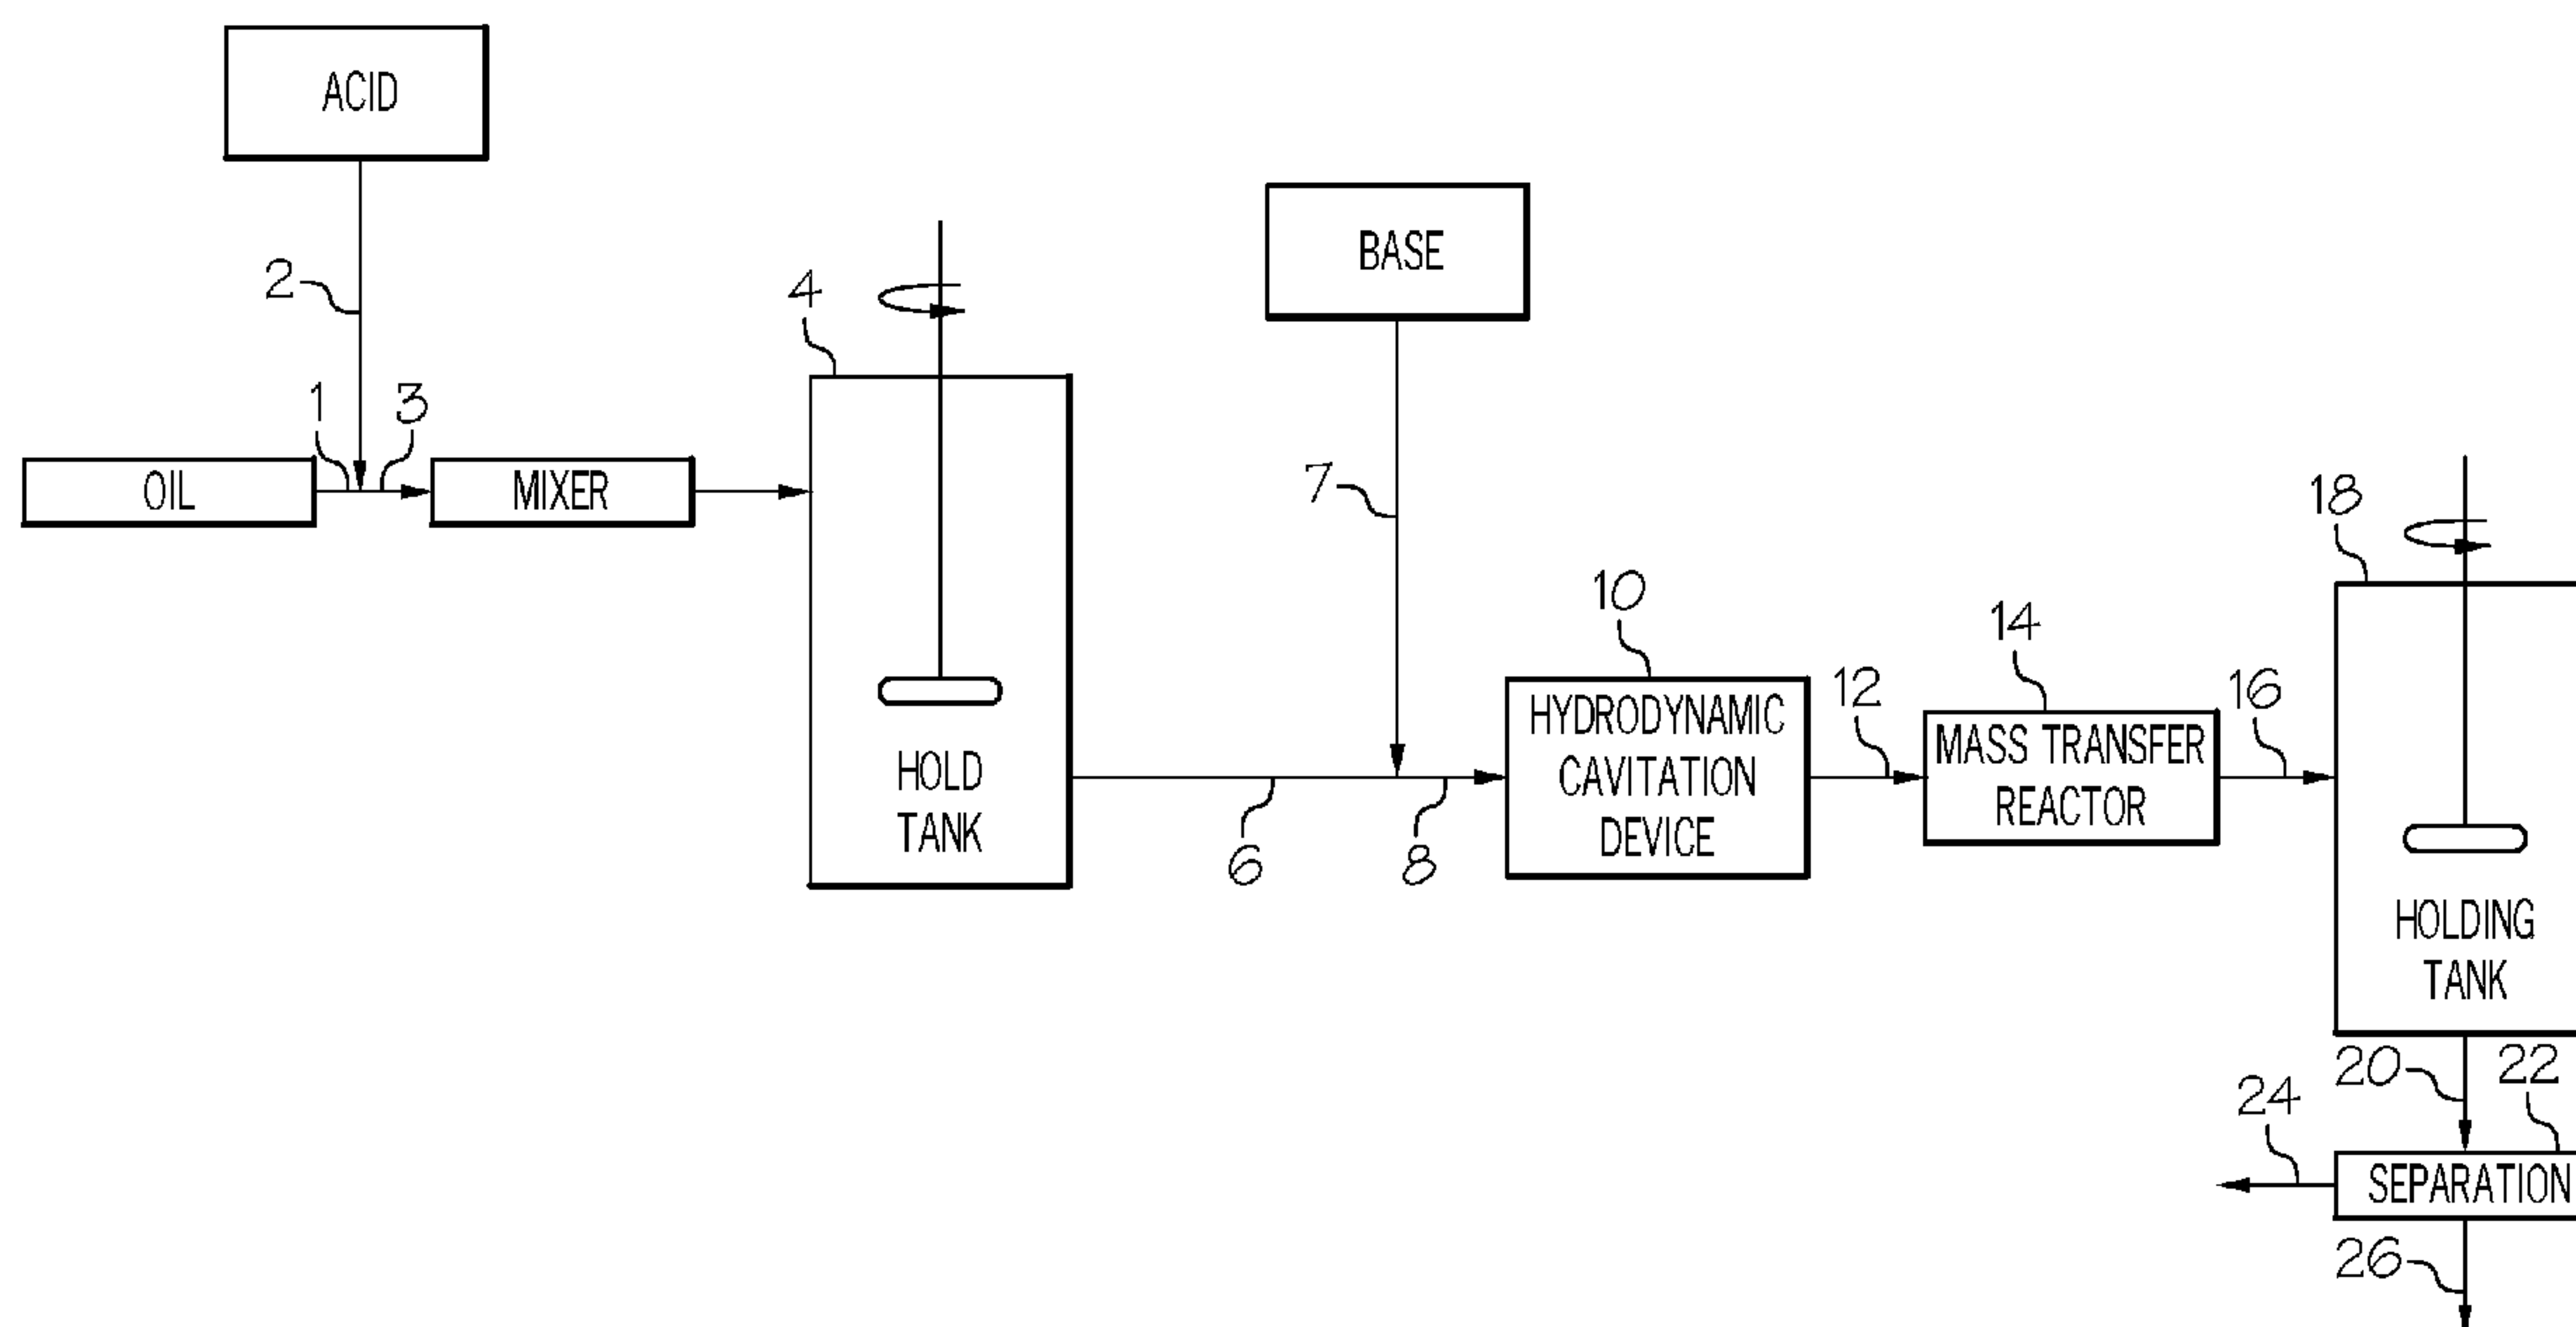 ACID
BASE
2
4
1
3
OIL
MIXER
7
18
10
14
HYDRODYNAMIC
CAVITATION
DEVICE
12
MASS TRANSFER
REACTOR
16
HOLD
TANK
6
8
HOLDING
TANK
20
22
24
SEPARATION
26